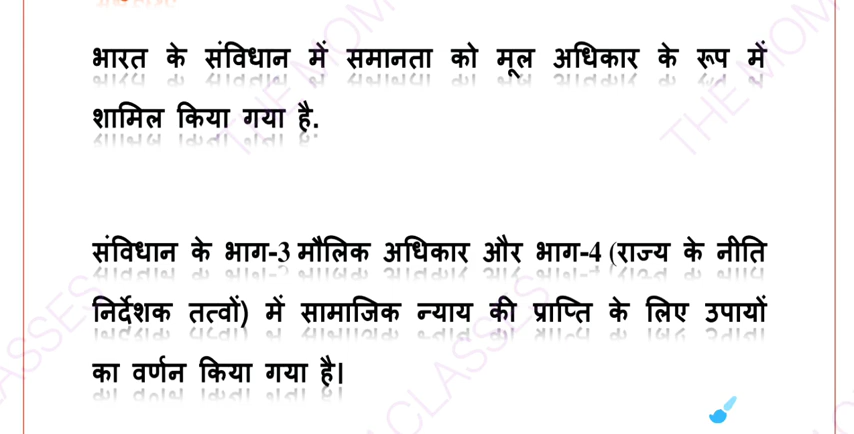 भारत के संविधान में समानता को मूल अधिकार के रूप में
शामिल किया गया है.
संविधान के भाग-3 मौलिक अधिकार और भाग-4 (राज्य के नीति
निर्देशक तत्वों) में सामाजिक न्याय की प्राप्ति के लिए उपायों
का वर्णन किया गया है|